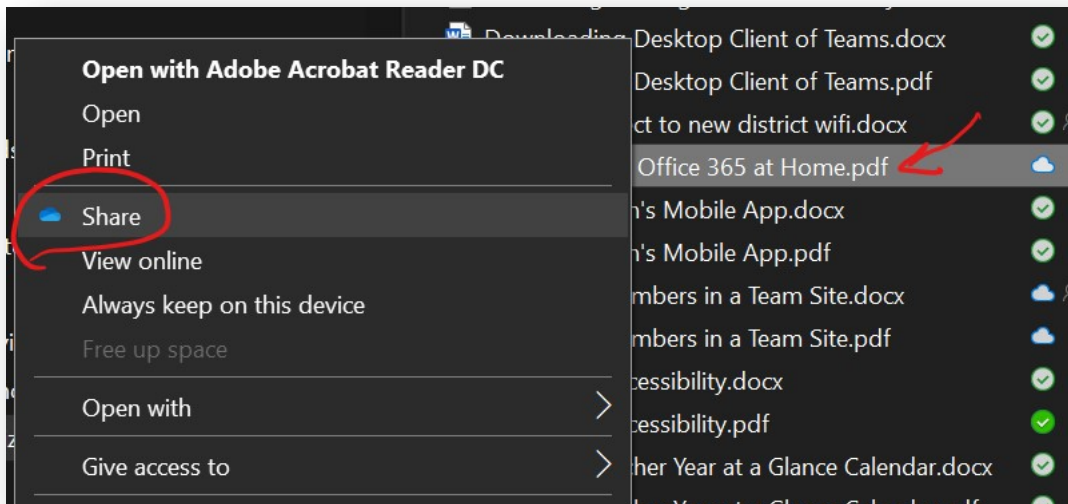 Downloading Desktop Client of Teams.docx
Open with Adobe Acrobat Reader DC
Desktop Client of Teams.pdf
Open
ct to new district wifi.docx
Print
Office 365 at Home.pdf
Share
n's Mobile App.docx
View online
n's Mobile App.pdf
Always keep on this device
mbers in a Team Site.docx
Free up space
mbers in a Team Site.pdf
cessibility.docx
Open with
cessibility.pdf
Give access to
her Year at a Glance Calendar.docx